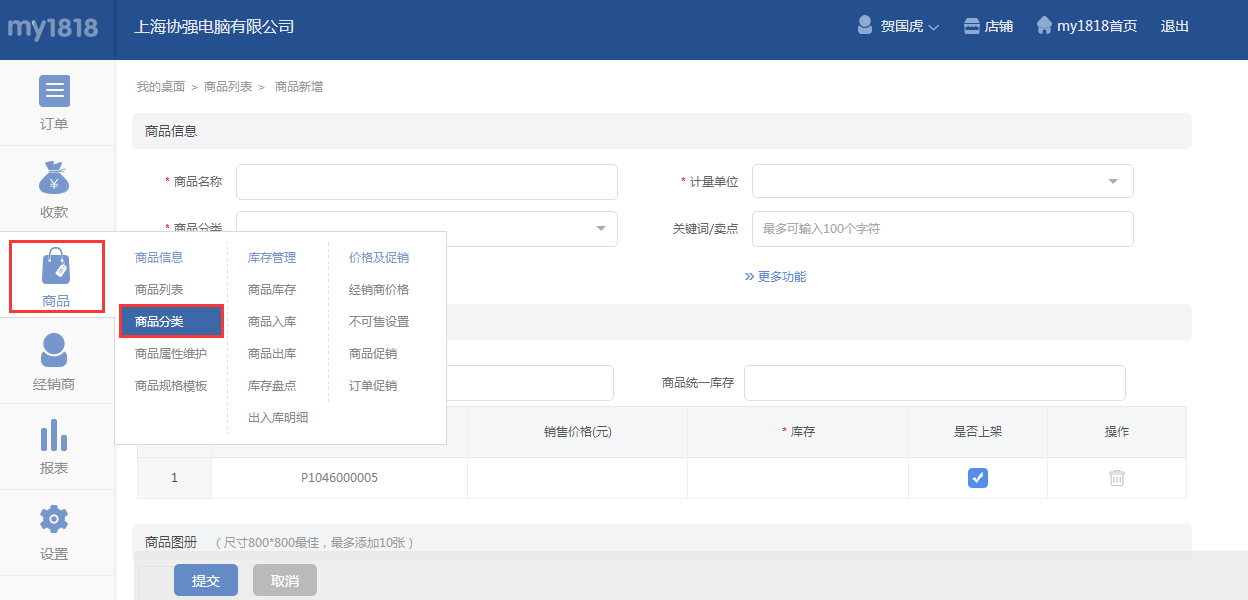 my1818 上海协强电脑有限公司 贺国虎 店铺 my1818首页 退出
我的桌面 > 商品列表 > 商品新增
订单
收款
商品
经销商
报表
设置
商品信息
* 商品名称
* 计量单位
* 商品分类
关键词/卖点 最多可输入100个字符
» 更多功能
商品信息 库存管理 价格及促销
商品列表 商品库存 经销商价格
商品分类 商品入库 不可售设置
商品属性维护 商品出库 商品促销
商品规格模板 库存盘点 订单促销
出入库明细
商品统一库存
销售价格(元) * 库存 是否上架 操作
1 P1046000005
商品图册 （尺寸800*800最佳，最多添加10张）
提交 取消